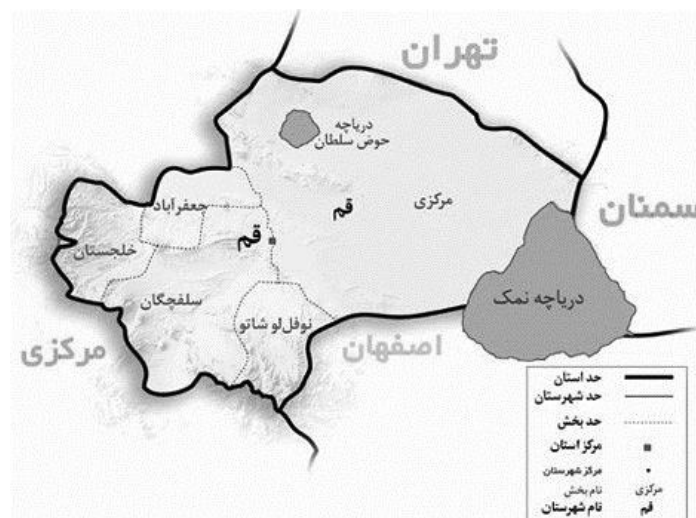 تهران
دریاچه
حوض سلطان
سمنان
مرکزی
قم
جعفرآباد
قم
خلجستان
سلفچگان
دریاچه نمک
نوفل‌لو شاتو
اصفهان
مرکزی
حد استان
حد شهرستان
حد بخش
مرکز استان
مرکز شهرستان
نام بخش مرکزی
نام شهرستان قم